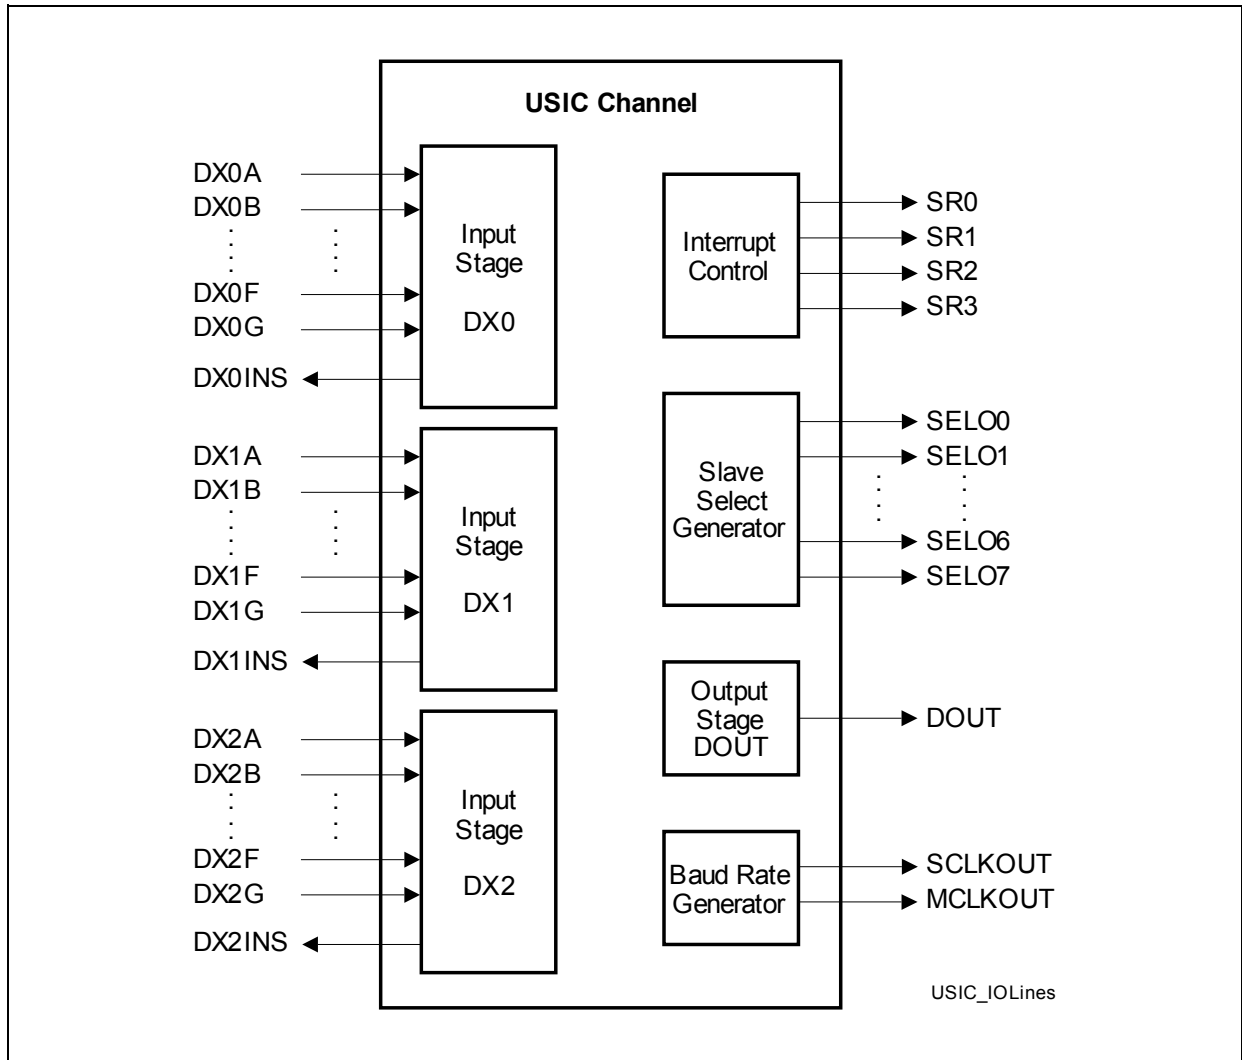 USIC Channel
DX0A
DX0B
DX0F
DX0G
DX0INS
Input
Stage
DX0
DX1A
DX1B
DX1F
DX1G
DX1INS
Input
Stage
DX1
DX2A
DX2B
DX2F
DX2G
DX2INS
Input
Stage
DX2
Interrupt
Control
SR0
SR1
SR2
SR3
Slave
Select
Generator
SELO0
SELO1
SELO6
SELO7
Output
Stage
DOUT
DOUT
Baud Rate
Generator
SCLKOUT
MCLKOUT
USIC_IOLines